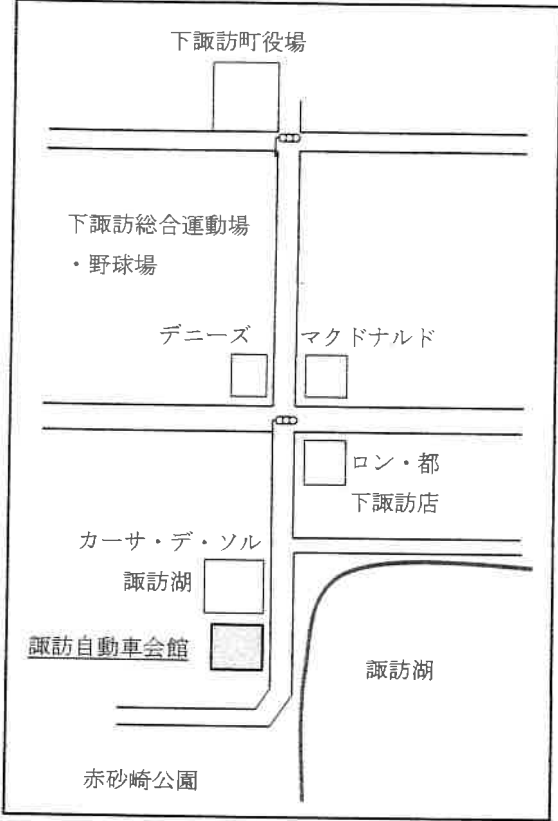 下諏訪町役場
下諏訪総合運動場
・野球場
デニーズ
マクドナルド
ロン・都
下諏訪店
カーサ・デ・ソル
諏訪湖
諏訪自動車会館
諏訪湖
赤砂崎公園